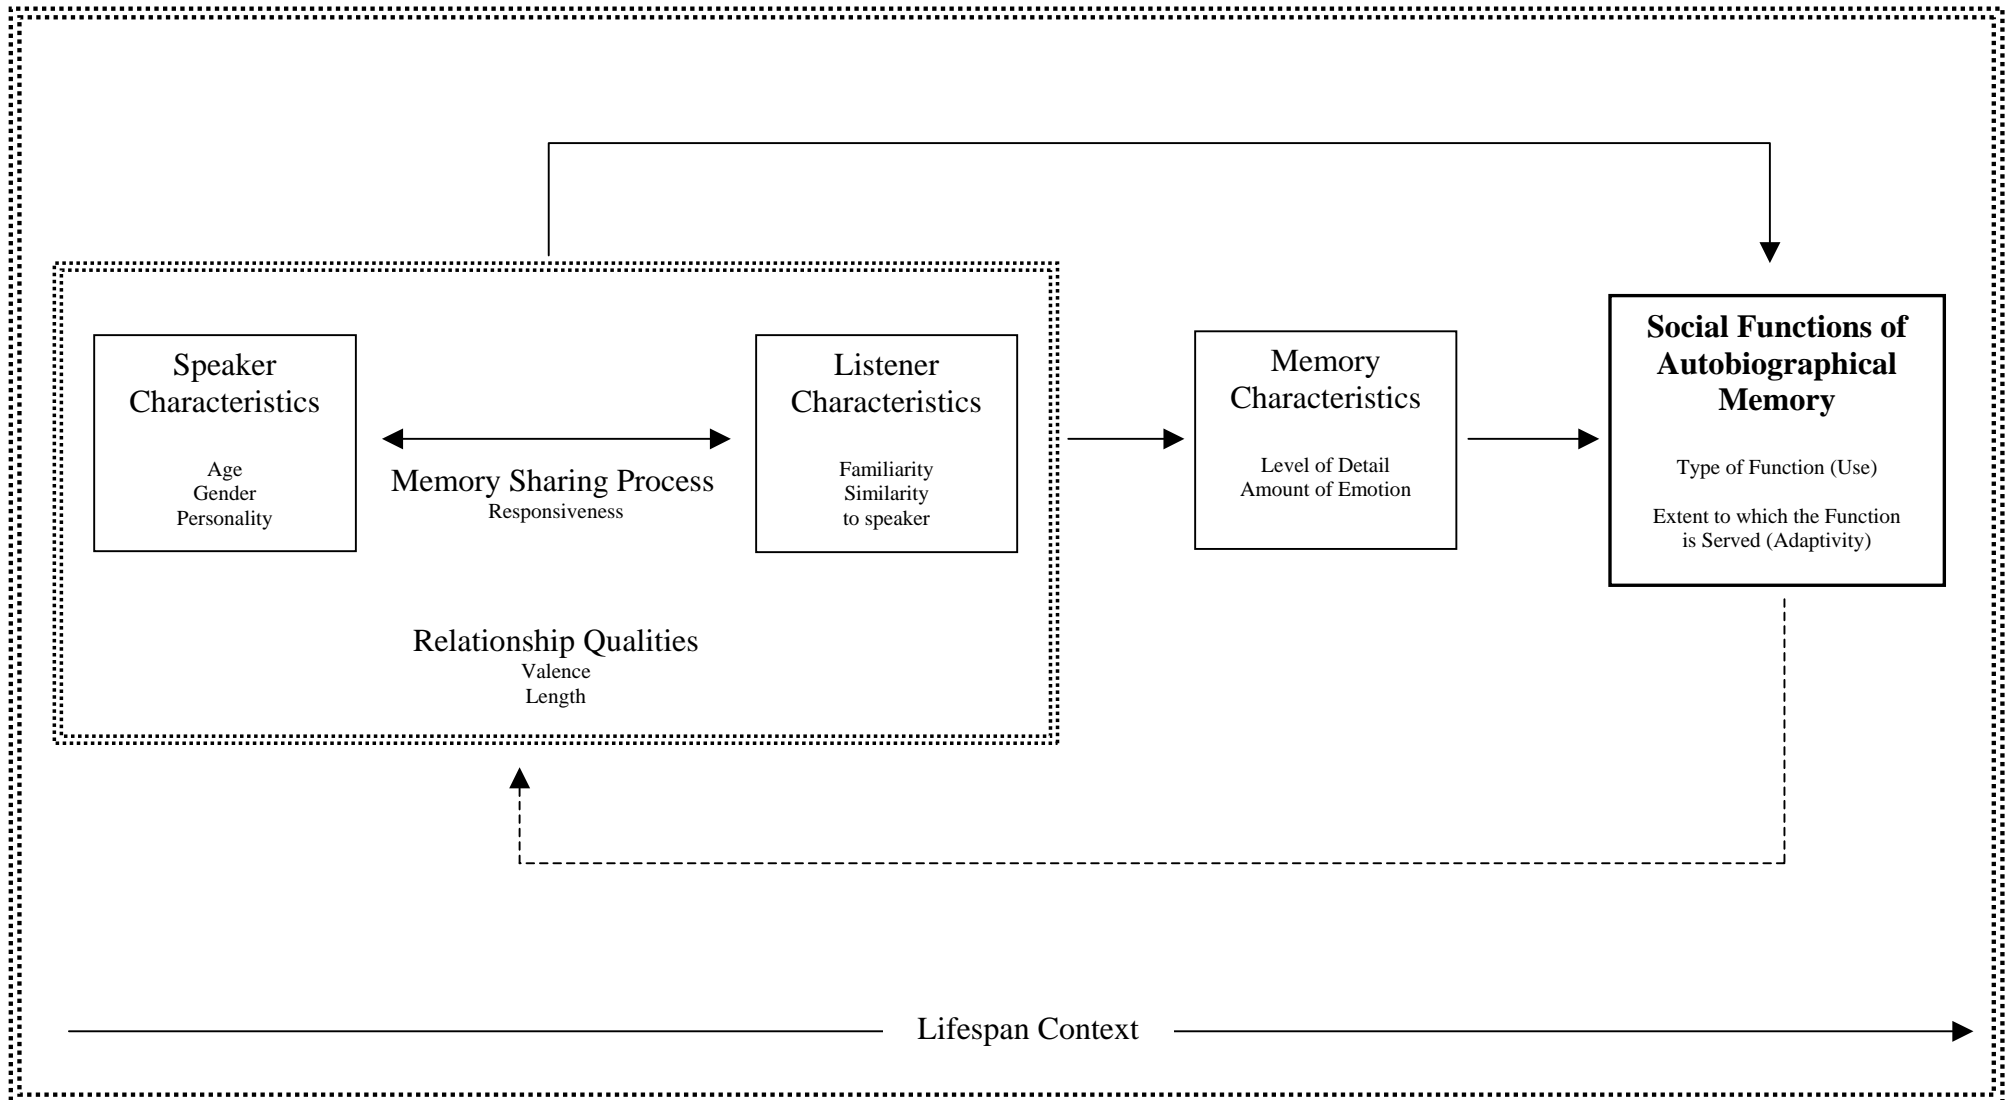 Speaker
Characteristics
Age
Gender
Personality
Memory Sharing Process
Responsiveness
Listener
Characteristics
Familiarity
Similarity
to speaker
Relationship Qualities
Valence
Length
Memory
Characteristics
Level of Detail
Amount of Emotion
Social Functions of
Autobiographical
Memory
Type of Function (Use)
Extent to which the Function
is Served (Adaptivity)
Lifespan Context